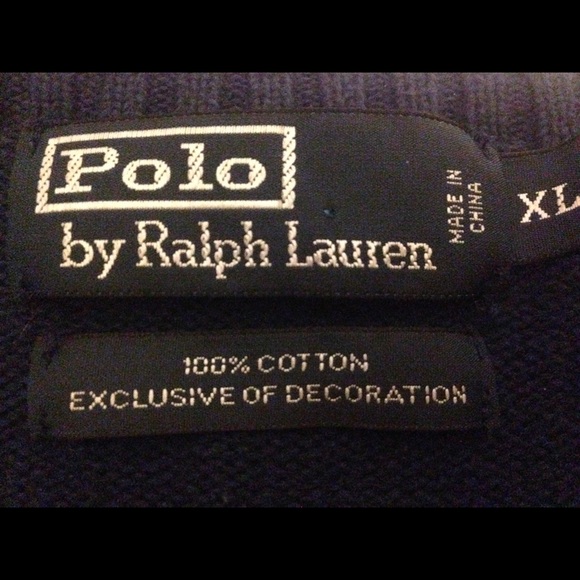 Polo
by Ralph Lauren
MADE IN
CHINA
XL
100% COTTON
EXCLUSIVE OF DECORATION